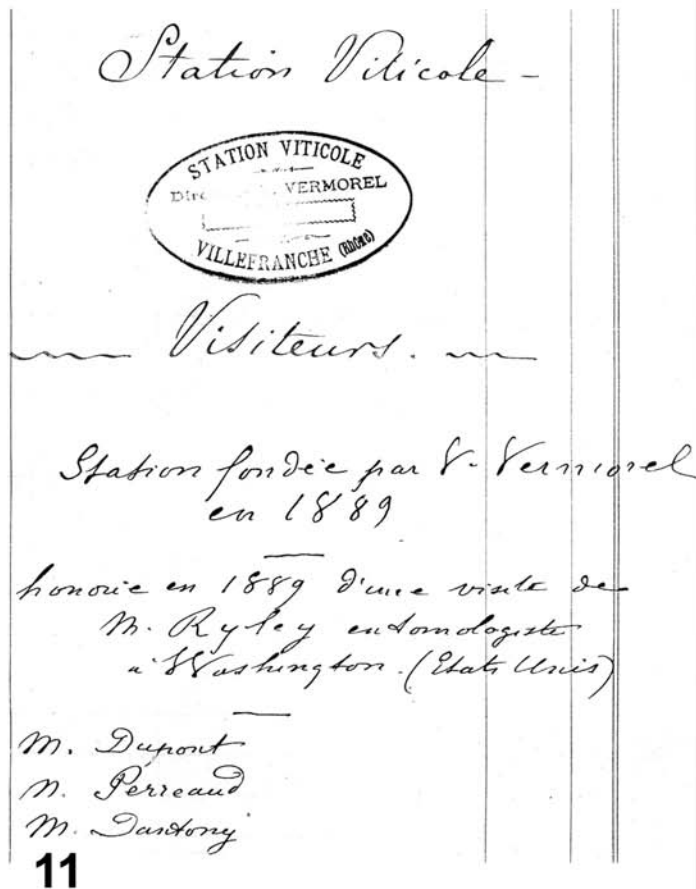 Station Viticole -
STATION VITICOLE
VERMOREL
VILLEFRANCHE (Rhône)
Visiteurs.
Station fondée par V. Vermorel
en 1889
honorée en 1889 d'une visite de
M. Ryley entomologiste
à Washington. (Etats Unis)
M. Dupont
M. Perreaud
M. Dantony
11